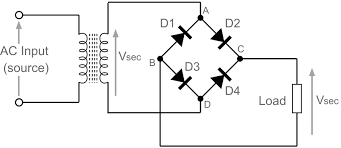 A
D1
D2
AC Input
(source)
Vsec
B
C
D3
D4
D
Load
Vsec